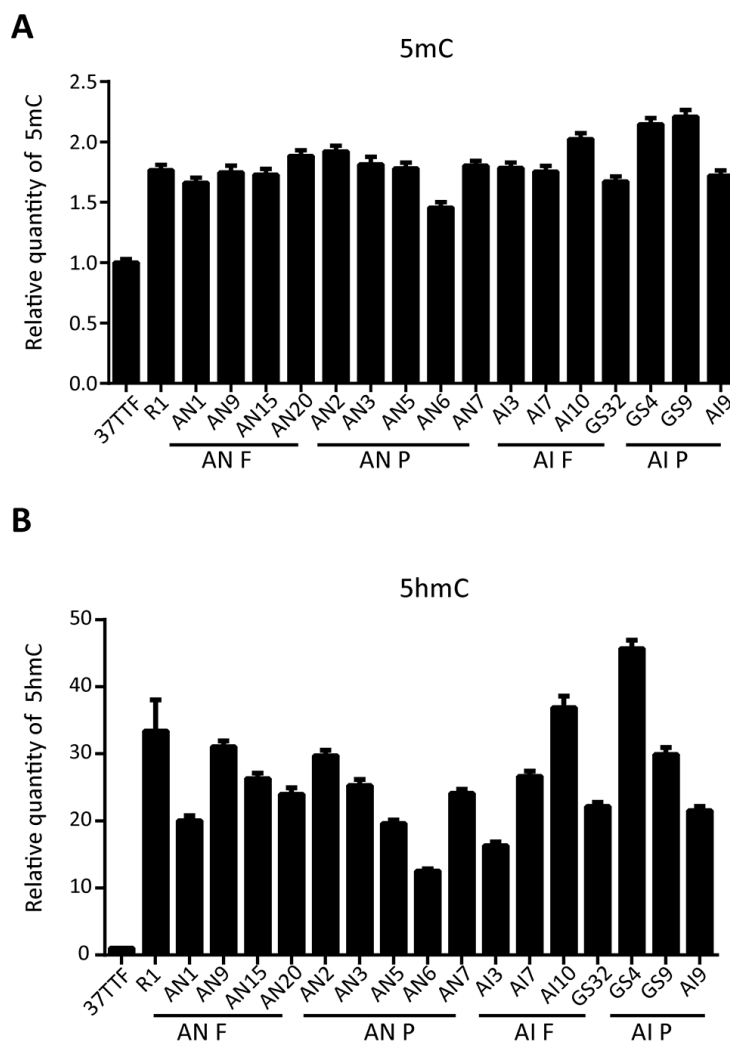 A
5mC
Relative quantity of 5mC
2.5
2.0
1.5
1.0
0.5
0.0
37TTF R1 AN1 AN9 AN15 AN20 AN2 AN3 AN5 AN6 AN7 AI3 AI7 AI10 GS32 GS4 GS9 AI9
AN F AN P AI F AI P
B
5hmC
Relative quantity of 5hmC
50
40
30
20
10
0
37TTF R1 AN1 AN9 AN15 AN20 AN2 AN3 AN5 AN6 AN7 AI3 AI7 AI10 GS32 GS4 GS9 AI9
AN F AN P AI F AI P